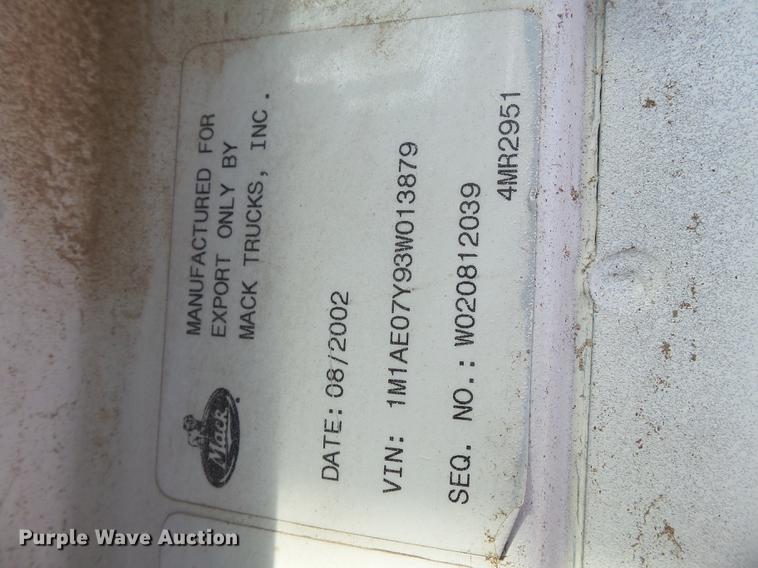 MANUFACTURED FOR
EXPORT ONLY BY
MACK TRUCKS, INC.
Mack
DATE: 08/2002
VIN: 1M1AE07Y93W013879
SEQ. NO.: W020812039
4MR2951
Purple Wave Auction